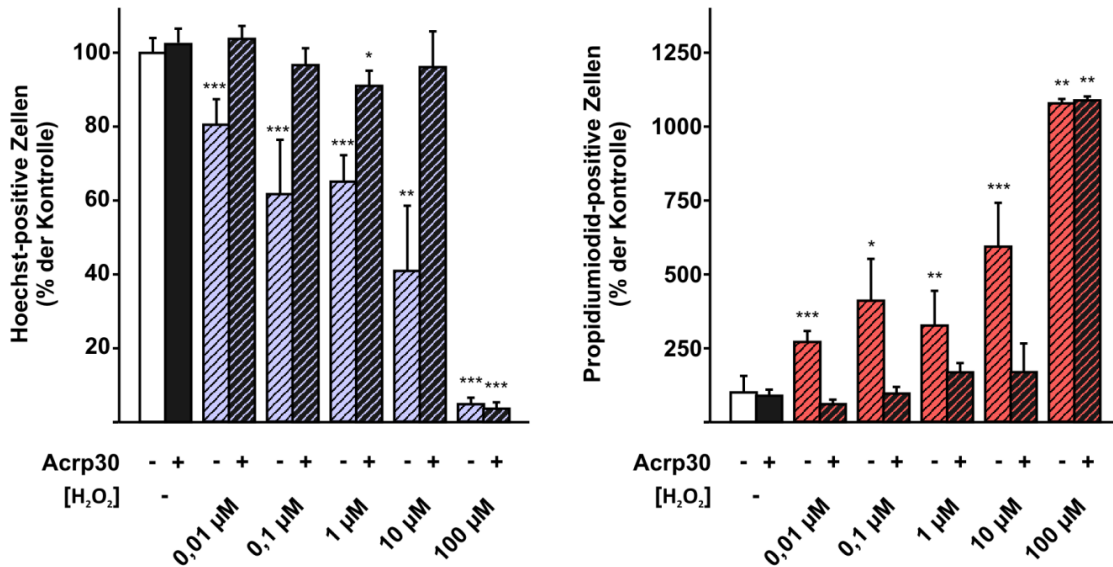 Hoechst-positive Zellen
(% der Kontrolle)
100
80
60
40
20
***
***
***
*
**
***
***
Acrp30 - + - + - + - + - + - +
[H₂O₂] - 0,01 µM 0,1 µM 1 µM 10 µM 100 µM
Propidiumiodid-positive Zellen
(% der Kontrolle)
1250
1000
750
500
250
***
*
**
***
**
**
Acrp30 - + - + - + - + - + - +
[H₂O₂] - 0,01 µM 0,1 µM 1 µM 10 µM 100 µM